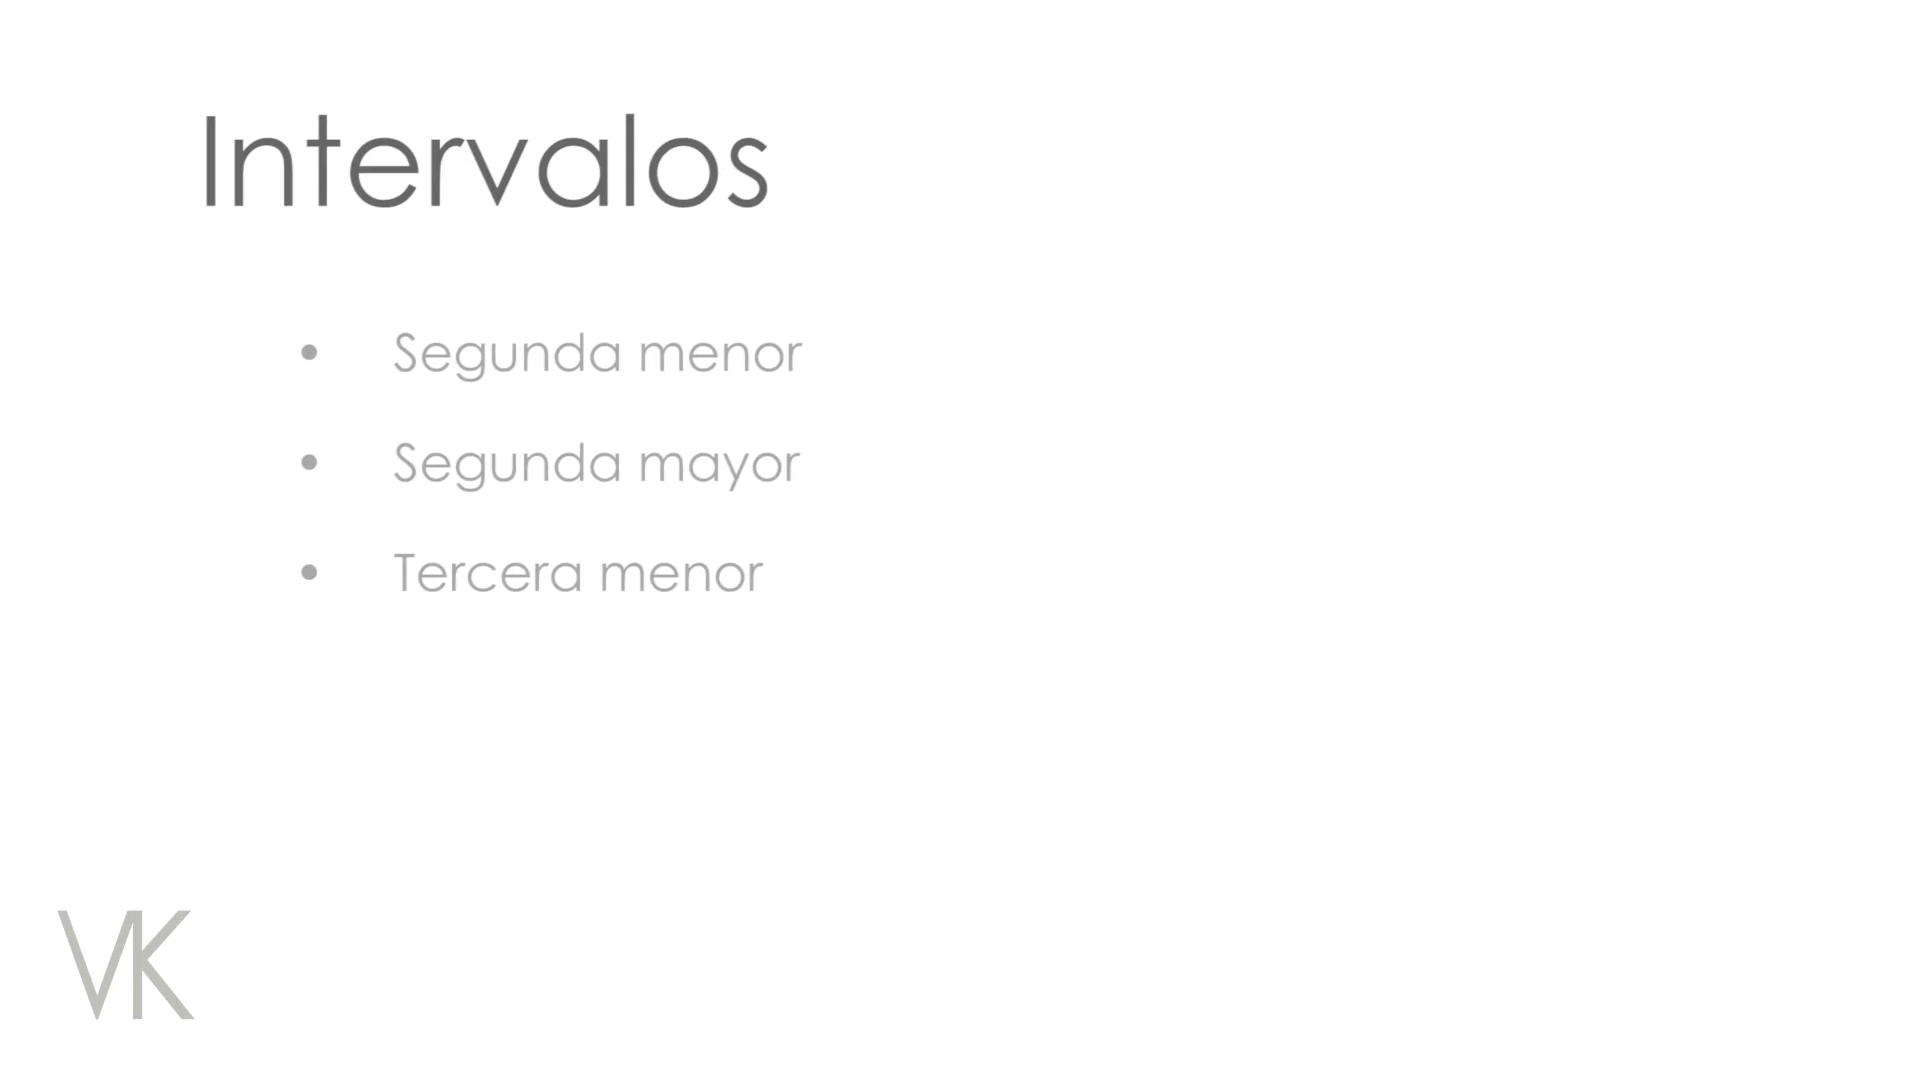 Intervalos
• Segunda menor
• Segunda mayor
• Tercera menor
VK